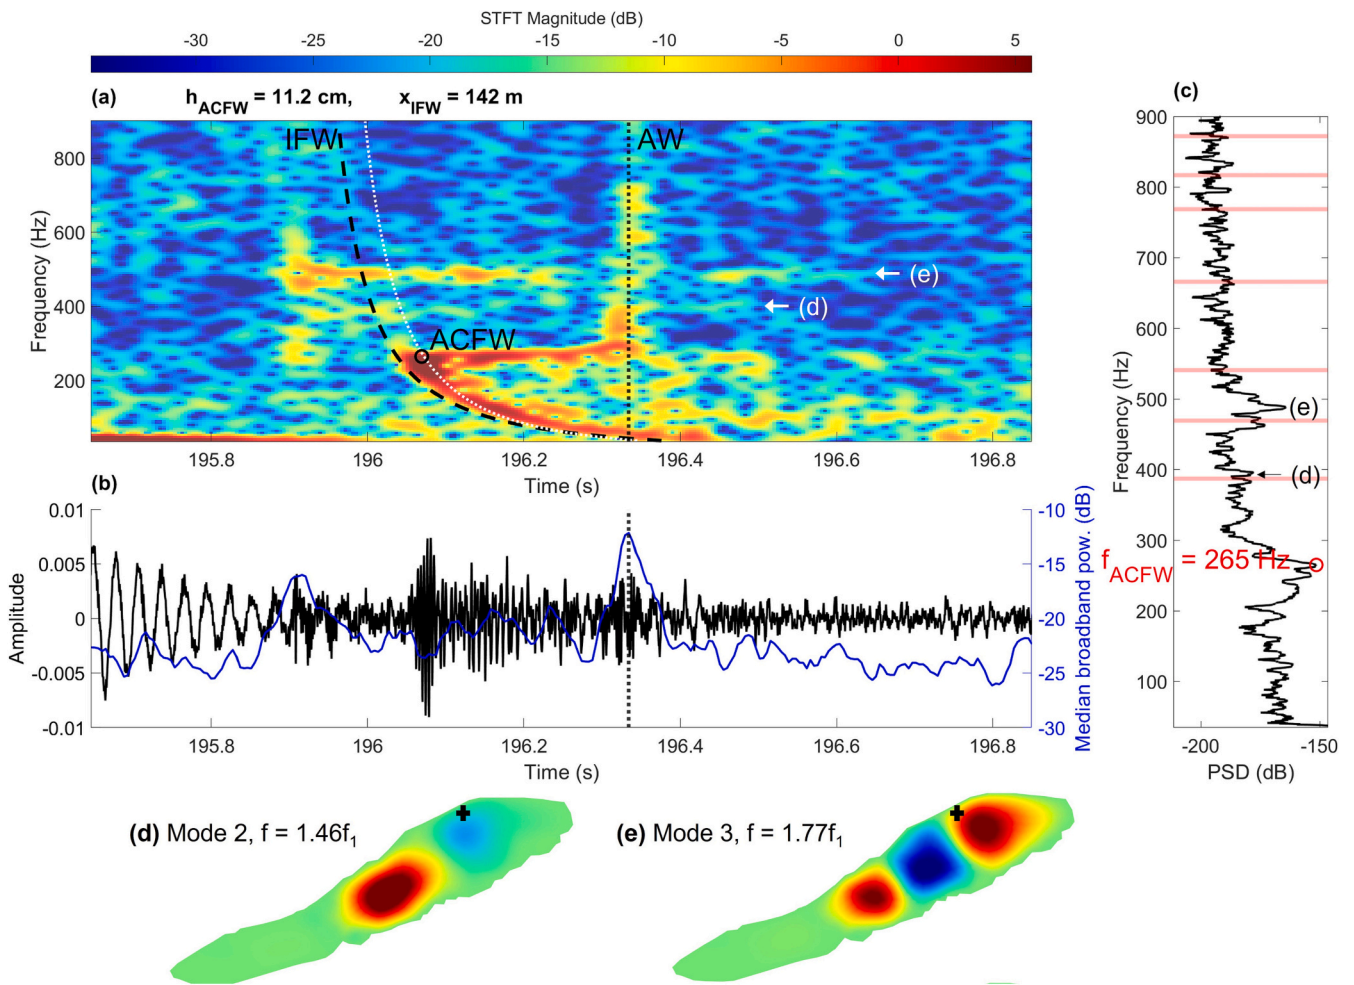 STFT Magnitude (dB)
-30 -25 -20 -15 -10 -5 0 5
(a) hACFW = 11.2 cm, xIFW = 142 m
IFW AW
800
600
400
200
Frequency (Hz)
ACFW
(e)
(d)
195.8 196 196.2 196.4 196.6 196.8
Time (s)
(b)
0.01
0.005
0
-0.005
-0.01
Amplitude
-10
-15
-20
-25
-30
Median broadband pow. (dB)
195.8 196 196.2 196.4 196.6 196.8
Time (s)
(c)
900
800
700
600
500
400
300
200
100
Frequency (Hz)
(e)
(d)
fACFW = 265 Hz
-200 -150
PSD (dB)
(d) Mode 2, f = 1.46f1
(e) Mode 3, f = 1.77f1